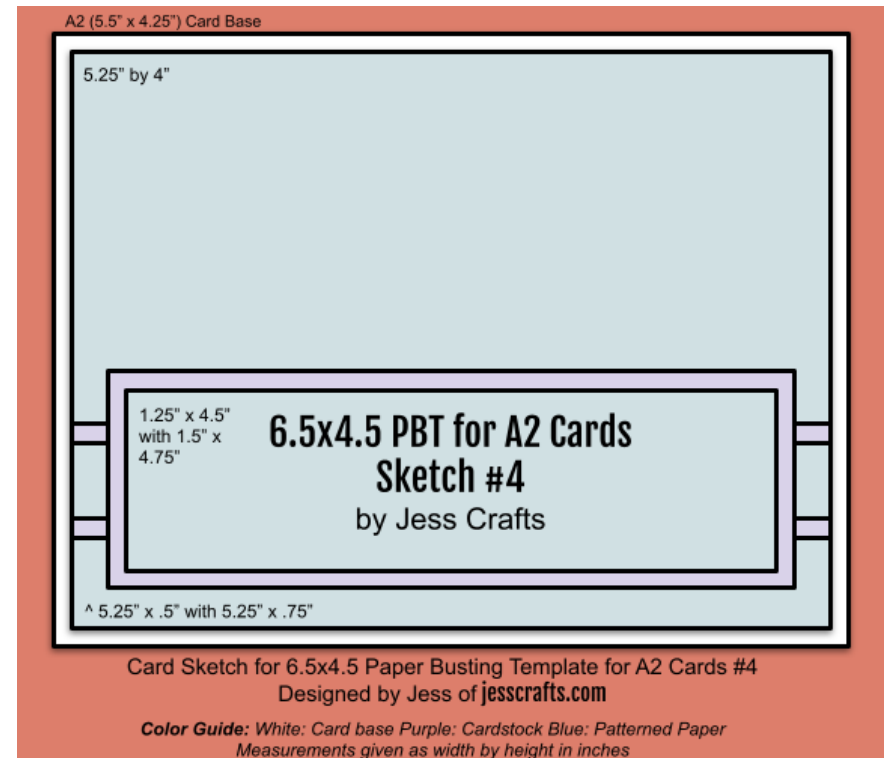 A2 (5.5” x 4.25”) Card Base
5.25” by 4”
1.25” x 4.5”
with 1.5” x
4.75”
6.5x4.5 PBT for A2 Cards
Sketch #4
by Jess Crafts
^ 5.25” x .5” with 5.25” x .75”
Card Sketch for 6.5x4.5 Paper Busting Template for A2 Cards #4
Designed by Jess of jesscrafts.com
Color Guide: White: Card base Purple: Cardstock Blue: Patterned Paper
Measurements given as width by height in inches